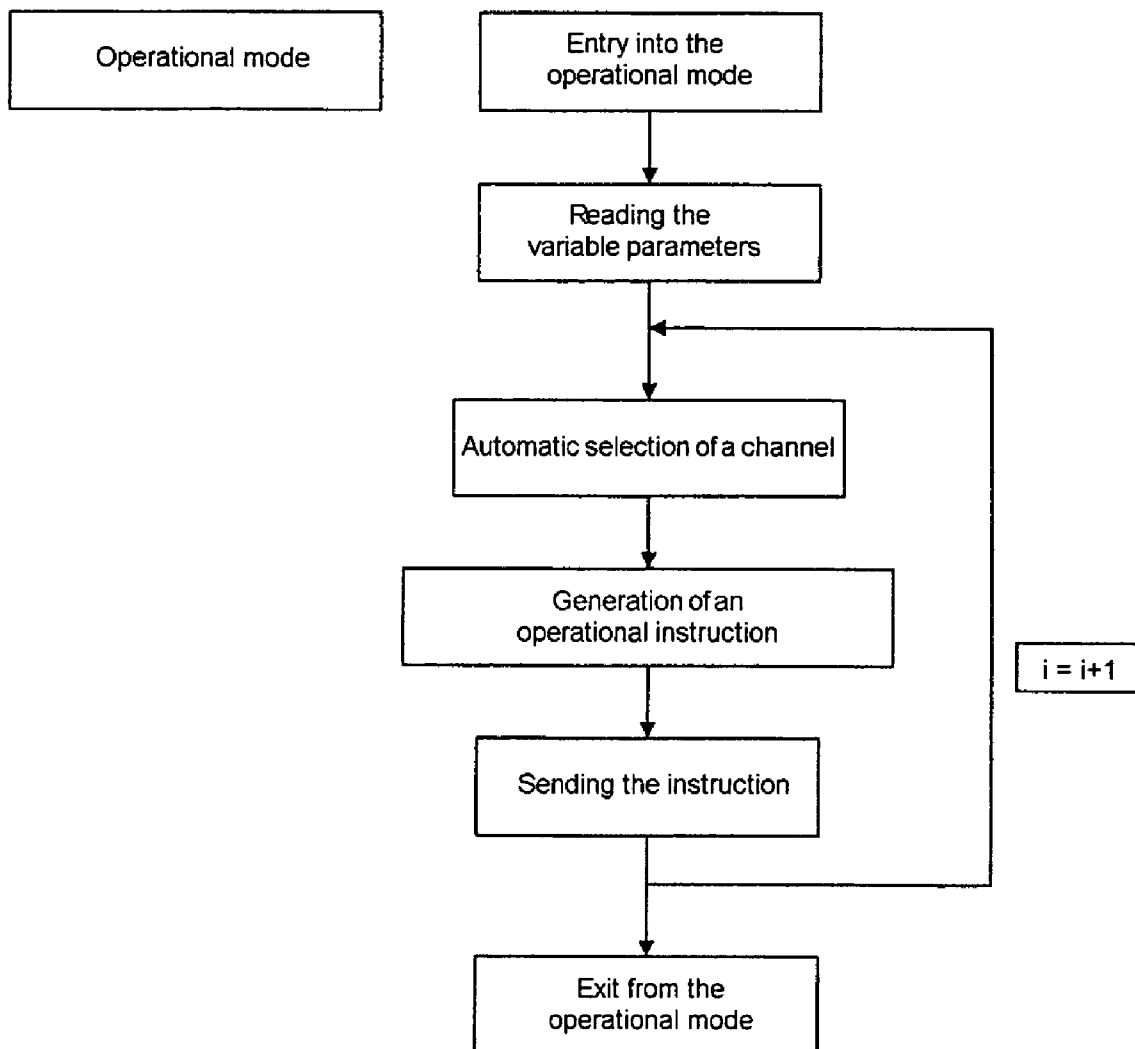 Operational mode
Entry into the
operational mode
Reading the
variable parameters
Automatic selection of a channel
Generation of an
operational instruction
i = i+1
Sending the instruction
Exit from the
operational mode